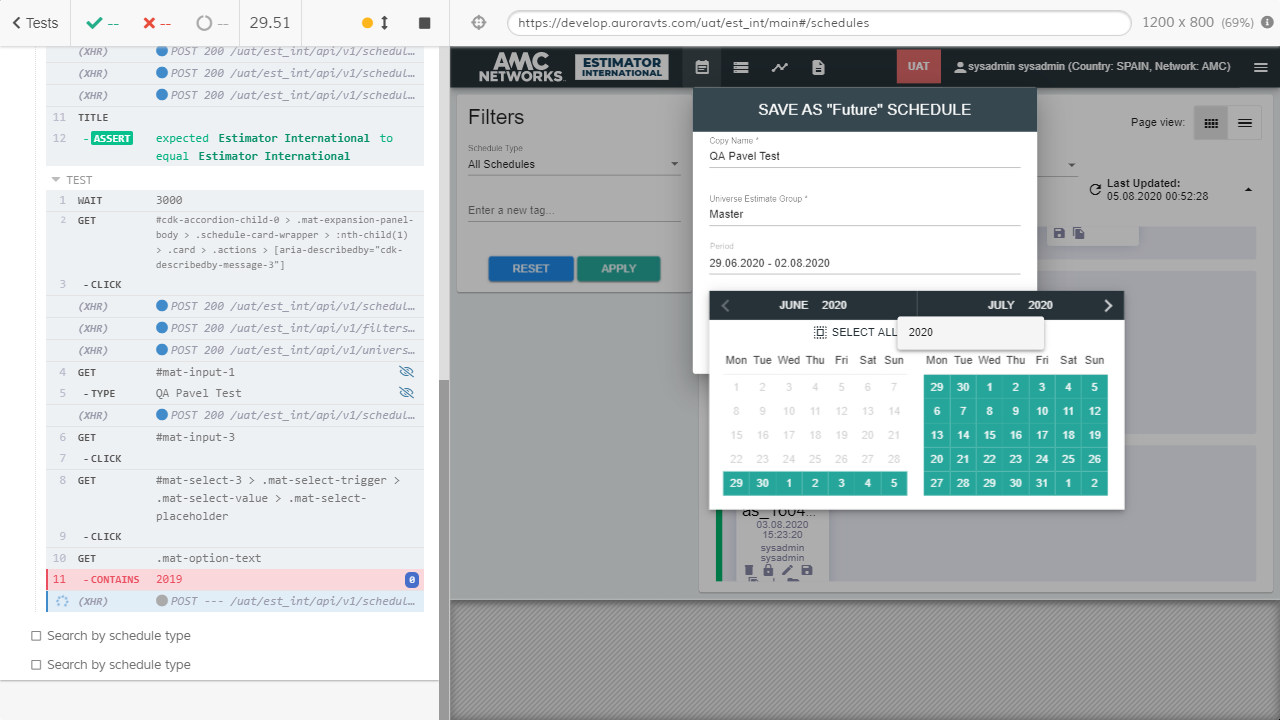 Tests
--
--
--
29.51
https://develop.auroravts.com/uat/est_int/main#/schedules
1200 x 800 (69%)
(XHR) POST 200 /uat/est_int/api/v1/schedul…
(XHR) POST 200 /uat/est_int/api/v1/schedul…
(XHR) POST 200 /uat/est_int/api/v1/schedul…
11 TITLE
12 -ASSERT expected Estimator International to
equal Estimator International
TEST
1 WAIT 3000
2 GET #cdk-accordion-child-0 > .mat-expansion-panel-
body > .schedule-card-wrapper > :nth-child(1)
> .card > .actions > [aria-describedby="cdk-
describedby-message-3"]
3 -CLICK
(XHR) POST 200 /uat/est_int/api/v1/schedul…
(XHR) POST 200 /uat/est_int/api/v1/filters…
(XHR) POST 200 /uat/est_int/api/v1/univers…
4 GET #mat-input-1
5 -TYPE QA Pavel Test
(XHR) POST 200 /uat/est_int/api/v1/schedul…
6 GET #mat-input-3
7 -CLICK
8 GET #mat-select-3 > .mat-select-trigger >
.mat-select-value > .mat-select-
placeholder
9 -CLICK
10 GET .mat-option-text
11 -CONTAINS 2019 0
(XHR) POST --- /uat/est_int/api/v1/schedul…
Search by schedule type
Search by schedule type
AMC
NETWORKS
ESTIMATOR
INTERNATIONAL
UAT
sysadmin sysadmin (Country: SPAIN, Network: AMC)
Filters
Schedule Type
All Schedules
Enter a new tag...
RESET
APPLY
Page view:
Last Updated:
05.08.2020 00:52:28
SAVE AS "Future" SCHEDULE
Copy Name *
QA Pavel Test
Universe Estimate Group *
Master
Period
29.06.2020 - 02.08.2020
JUNE 2020 JULY 2020
SELECT ALL
2020
Mon Tue Wed Thu Fri Sat Sun
1 2 3 4 5 6 7
8 9 10 11 12 13 14
15 16 17 18 19 20 21
22 23 24 25 26 27 28
29 30 1 2 3 4 5
Mon Tue Wed Thu Fri Sat Sun
29 30 1 2 3 4 5
6 7 8 9 10 11 12
13 14 15 16 17 18 19
20 21 22 23 24 25 26
27 28 29 30 31 1 2
as_1604...
03.08.2020
15:23:20
sysadmin
sysadmin